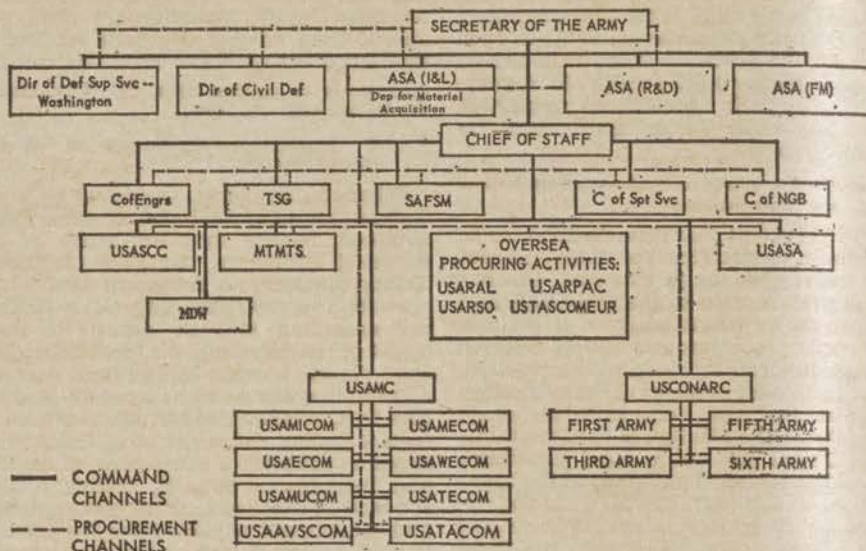 SECRETARY OF THE ARMY
Dir of Def Sup Svc --
Washington
Dir of Civil Def
ASA (I&L)
Dep for Material
Acquisition
ASA (R&D)
ASA (FM)
CHIEF OF STAFF
CofEngrs
TSG
SAFSM
C of Spt Svc
C of NGB
USASCC
MTMTS
OVERSEA
PROCURING ACTIVITIES:
USARAL USARPAC
USARSO USTASCOMEUR
USASA
MDW
USAMC
USCONARC
USAMICOM
USAMECOM
FIRST ARMY
FIFTH ARMY
USAECOM
USAWECOM
THIRD ARMY
SIXTH ARMY
USAMUCOM
USATECOM
USAAVSCOM
USATACOM
COMMAND
CHANNELS
PROCUREMENT
CHANNELS